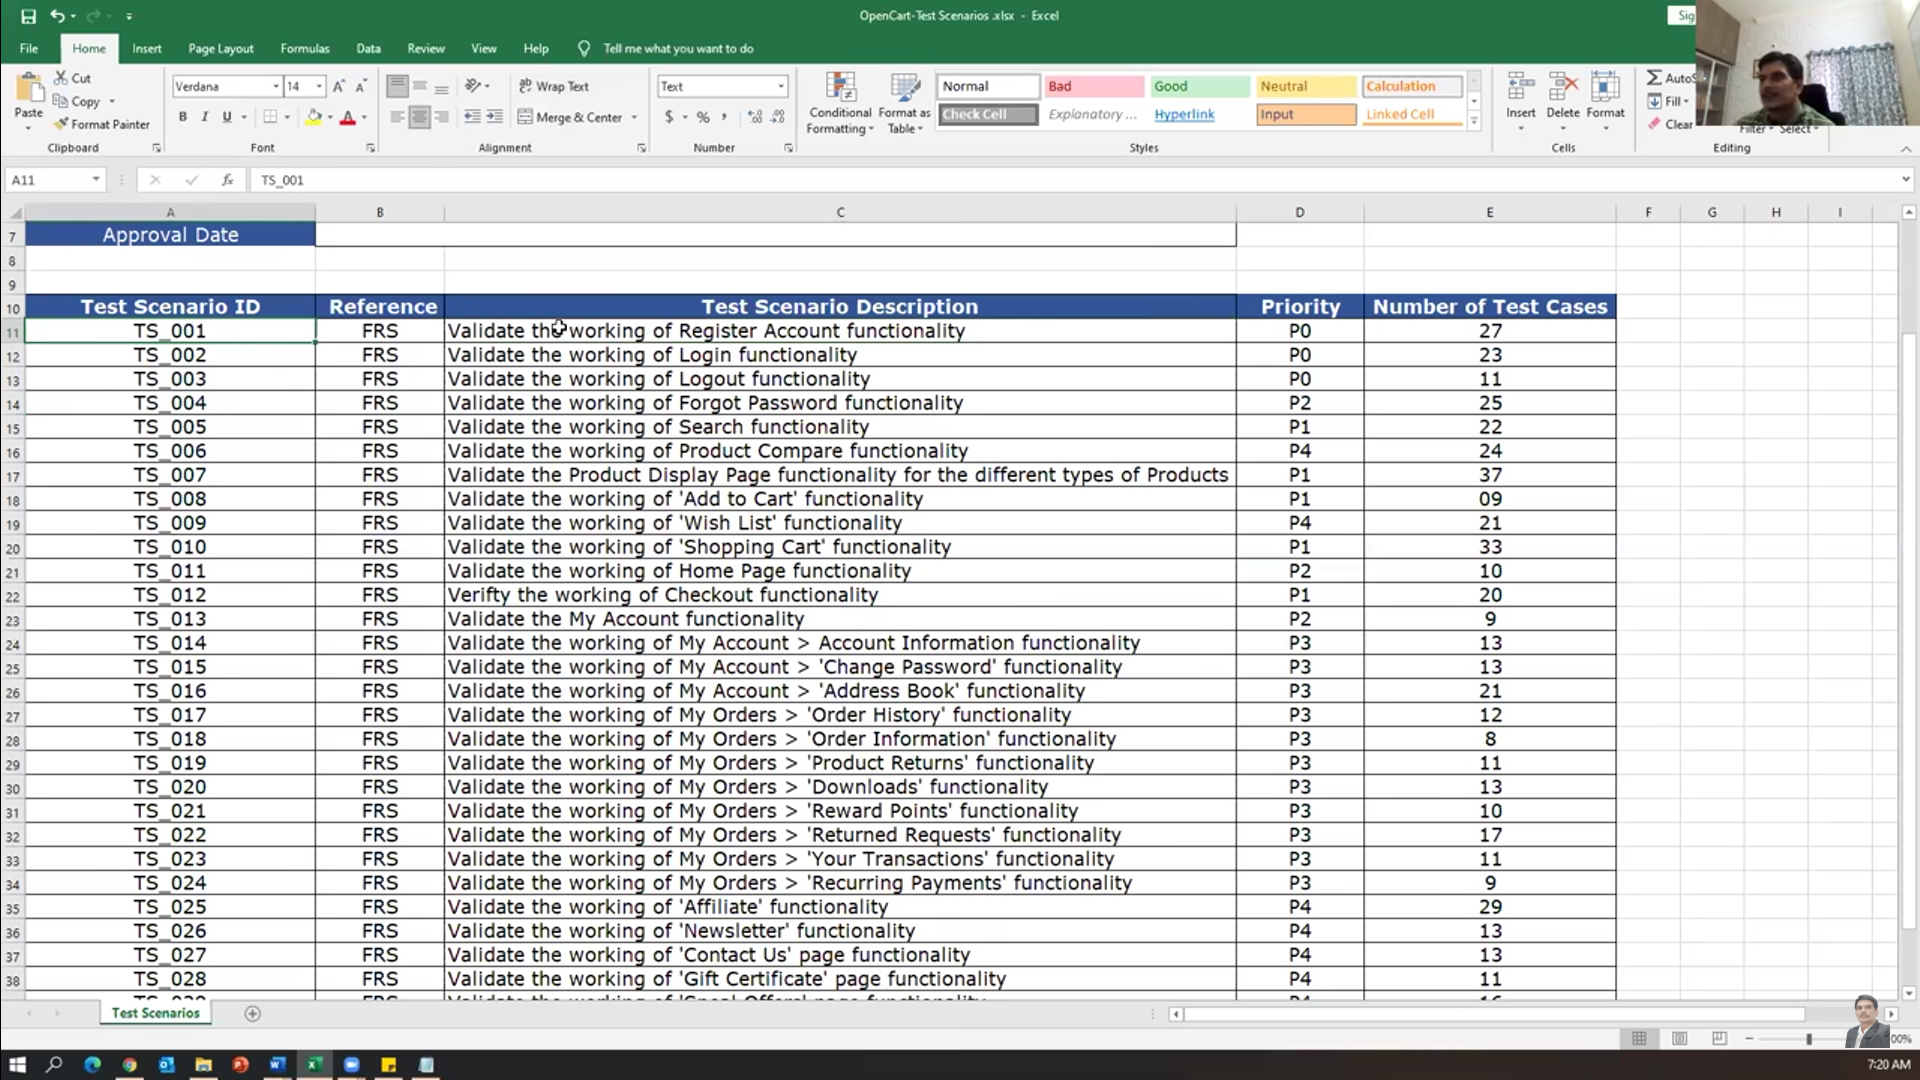 OpenCart-Test Scenarios .xlsx - Excel
Sig
File Home Insert Page Layout Formulas Data Review View Help Tell me what you want to do
Paste
Cut
Copy
Format Painter
Clipboard
Verdana 14
B I U
Font
Wrap Text
Merge & Center
Alignment
Text
$ % ,
Number
Conditional Formatting
Format as Table
Normal Bad Good Neutral Calculation
Check Cell Explanatory ... Hyperlink Input Linked Cell
Styles
Insert Delete Format
Cells
AutoS
Fill
Clear
Filter Select
Editing
A11 fx TS_001
A B C D E F G H I
7 Approval Date
8
9
10 Test Scenario ID Reference Test Scenario Description Priority Number of Test Cases
11 TS_001 FRS Validate the working of Register Account functionality P0 27
12 TS_002 FRS Validate the working of Login functionality P0 23
13 TS_003 FRS Validate the working of Logout functionality P0 11
14 TS_004 FRS Validate the working of Forgot Password functionality P2 25
15 TS_005 FRS Validate the working of Search functionality P1 22
16 TS_006 FRS Validate the working of Product Compare functionality P4 24
17 TS_007 FRS Validate the Product Display Page functionality for the different types of Products P1 37
18 TS_008 FRS Validate the working of 'Add to Cart' functionality P1 09
19 TS_009 FRS Validate the working of 'Wish List' functionality P4 21
20 TS_010 FRS Validate the working of 'Shopping Cart' functionality P1 33
21 TS_011 FRS Validate the working of Home Page functionality P2 10
22 TS_012 FRS Verifty the working of Checkout functionality P1 20
23 TS_013 FRS Validate the My Account functionality P2 9
24 TS_014 FRS Validate the working of My Account > Account Information functionality P3 13
25 TS_015 FRS Validate the working of My Account > 'Change Password' functionality P3 13
26 TS_016 FRS Validate the working of My Account > 'Address Book' functionality P3 21
27 TS_017 FRS Validate the working of My Orders > 'Order History' functionality P3 12
28 TS_018 FRS Validate the working of My Orders > 'Order Information' functionality P3 8
29 TS_019 FRS Validate the working of My Orders > 'Product Returns' functionality P3 11
30 TS_020 FRS Validate the working of My Orders > 'Downloads' functionality P3 13
31 TS_021 FRS Validate the working of My Orders > 'Reward Points' functionality P3 10
32 TS_022 FRS Validate the working of My Orders > 'Returned Requests' functionality P3 17
33 TS_023 FRS Validate the working of My Orders > 'Your Transactions' functionality P3 11
34 TS_024 FRS Validate the working of My Orders > 'Recurring Payments' functionality P3 9
35 TS_025 FRS Validate the working of 'Affiliate' functionality P4 29
36 TS_026 FRS Validate the working of 'Newsletter' functionality P4 13
37 TS_027 FRS Validate the working of 'Contact Us' page functionality P4 13
38 TS_028 FRS Validate the working of 'Gift Certificate' page functionality P4 11
Test Scenarios
00%
7:20 AM